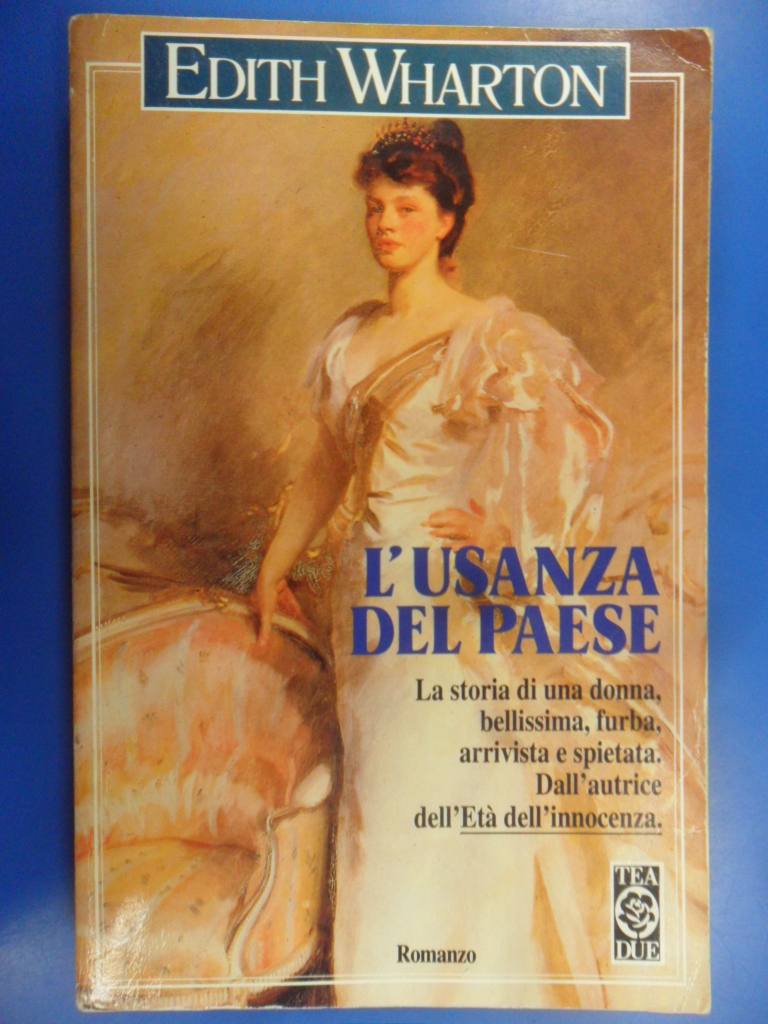 EDITH WHARTON
L'USANZA
DEL PAESE
La storia di una donna,
bellissima, furba,
arrivista e spietata.
Dall'autrice
dell'Età dell'innocenza.
TEA
DUE
Romanzo